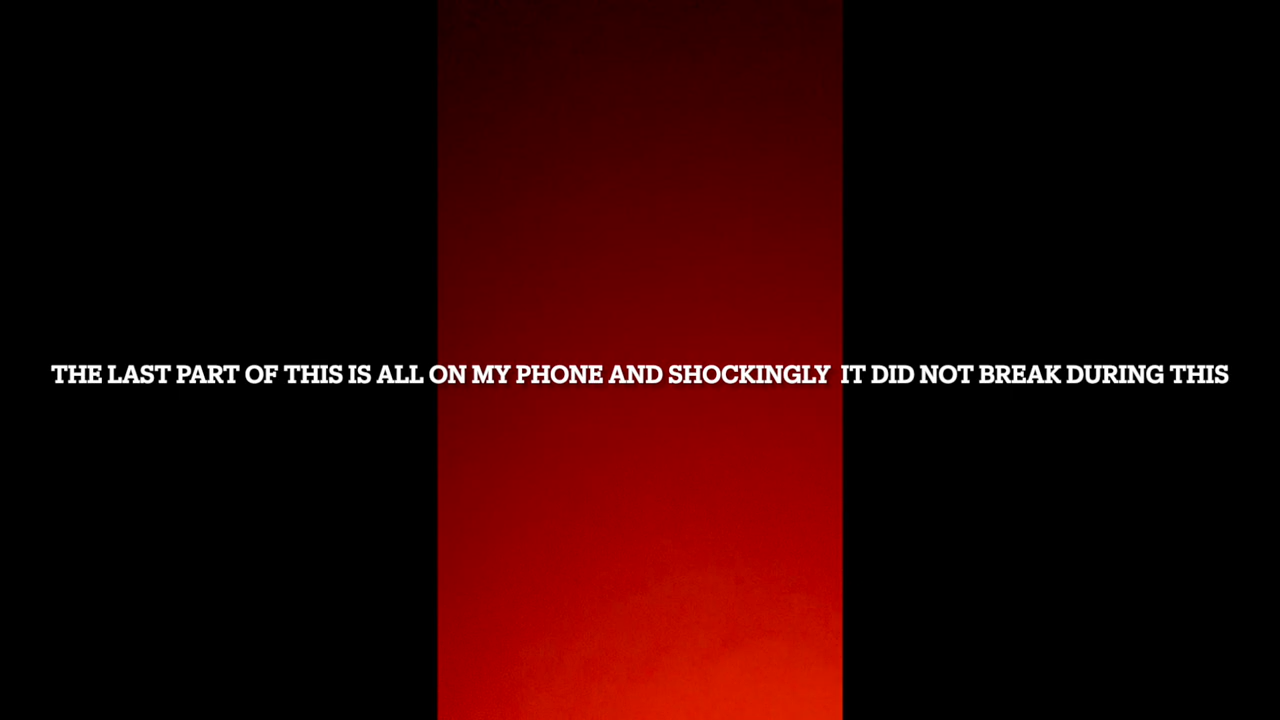 THE LAST PART OF THIS IS ALL ON MY PHONE AND SHOCKINGLY IT DID NOT BREAK DURING THIS